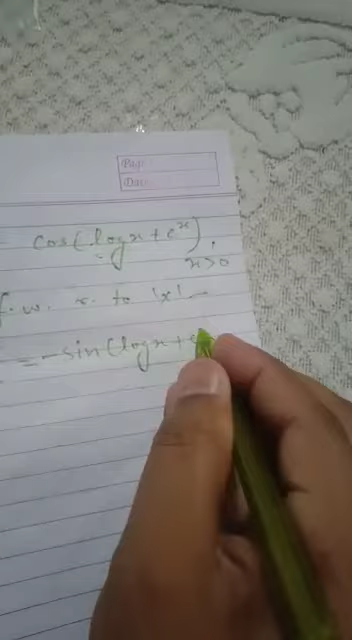 Page:
Date:
cos(log x + e^x),
x>0
f. w. r. to 'x' -
= -sin(log x + e